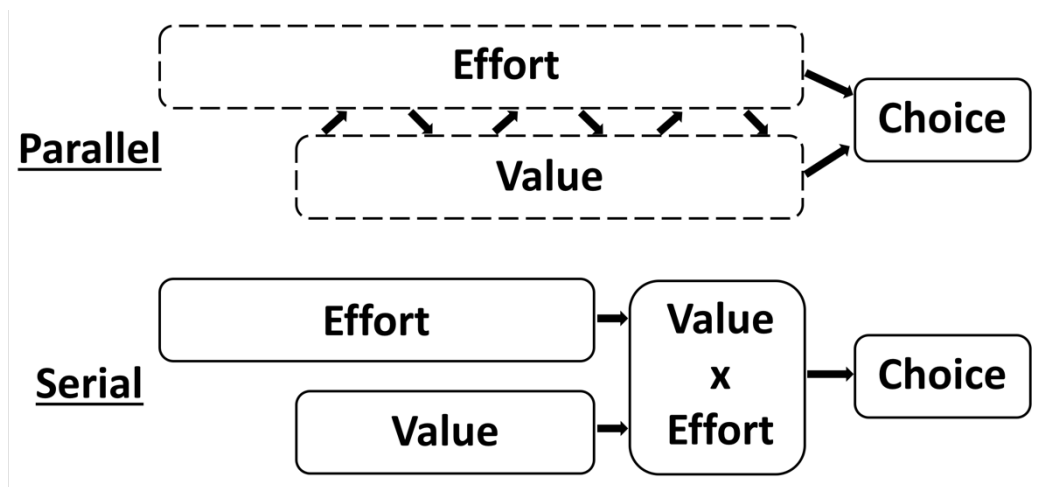 Effort
Parallel
Value
Choice
Effort
Serial
Value
Value
x
Effort
Choice